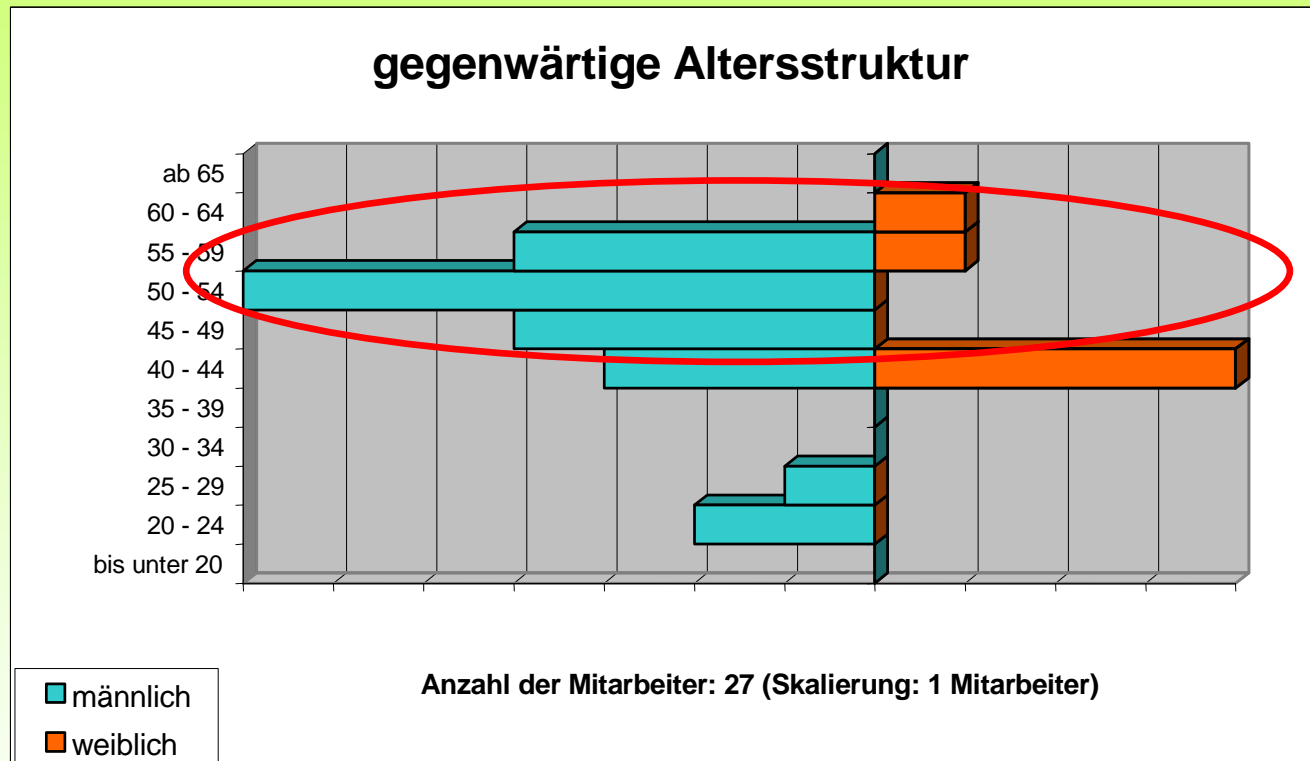 gegenwärtige Altersstruktur
ab 65
60 - 64
55 - 59
50 - 54
45 - 49
40 - 44
35 - 39
30 - 34
25 - 29
20 - 24
bis unter 20
Anzahl der Mitarbeiter: 27 (Skalierung: 1 Mitarbeiter)
männlich
weiblich